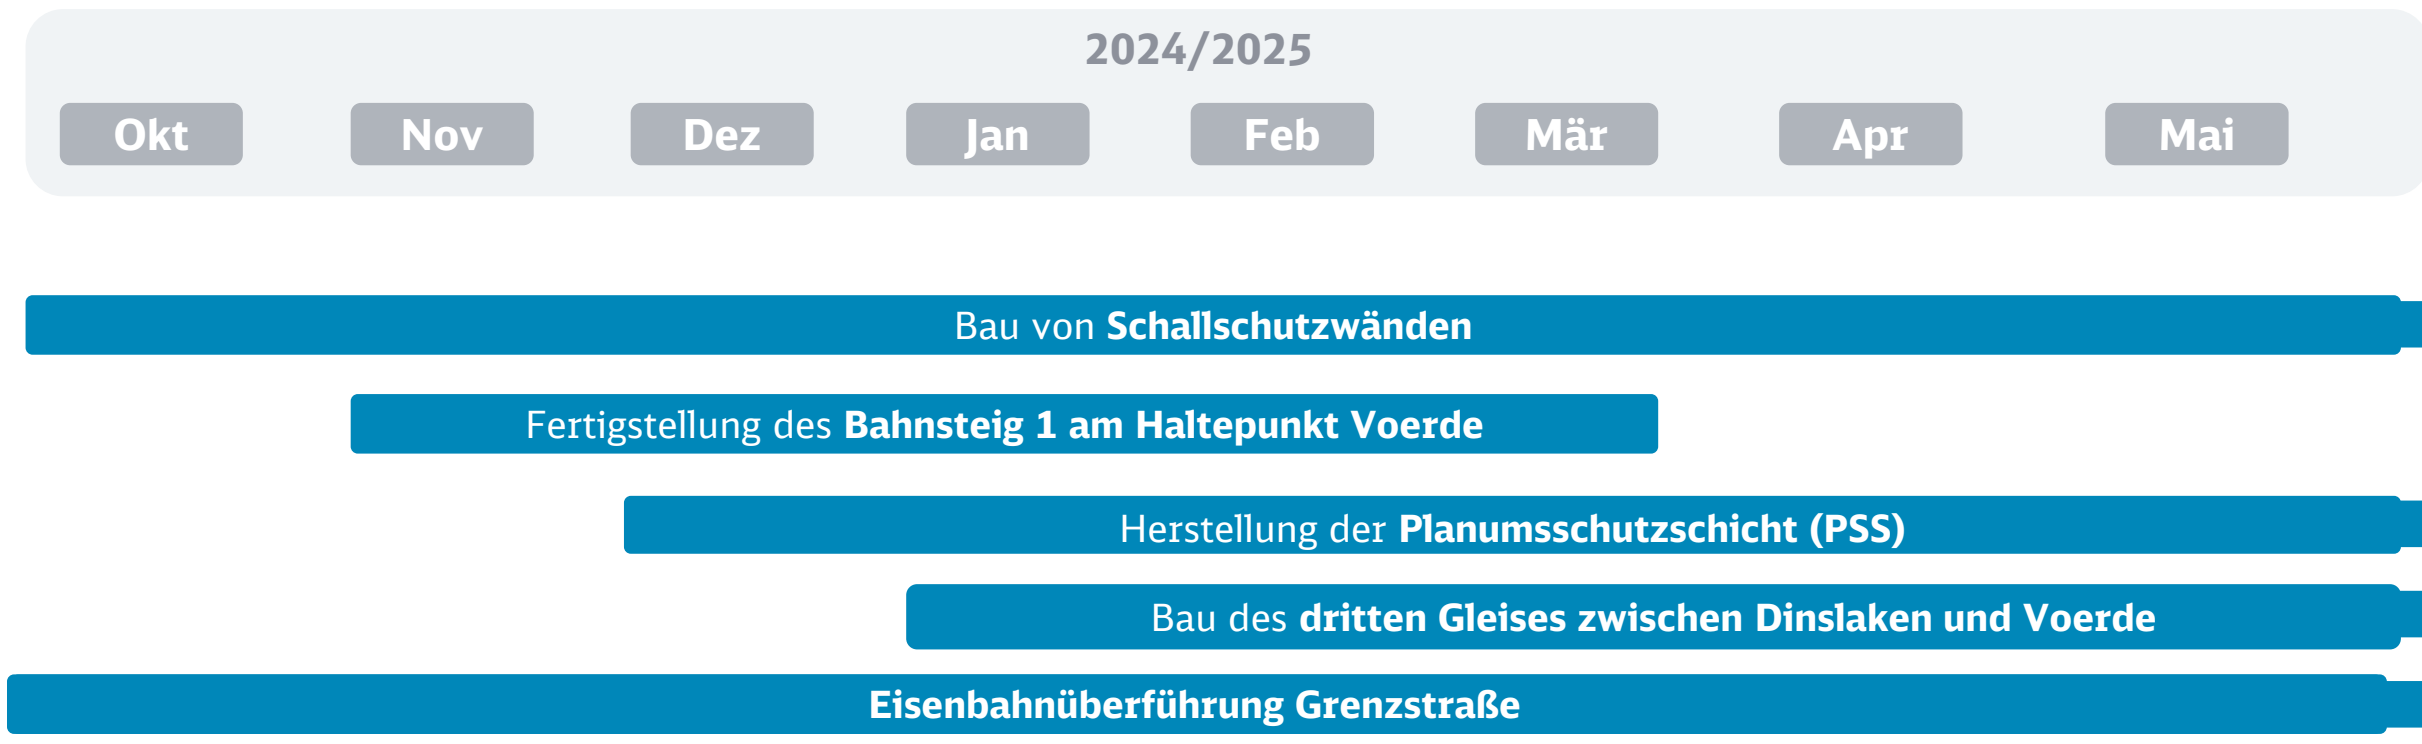 2024/2025
Okt Nov Dez Jan Feb Mär Apr Mai
Bau von Schallschutzwänden
Fertigstellung des Bahnsteig 1 am Haltepunkt Voerde
Herstellung der Planumsschutzschicht (PSS)
Bau des dritten Gleises zwischen Dinslaken und Voerde
Eisenbahnüberführung Grenzstraße